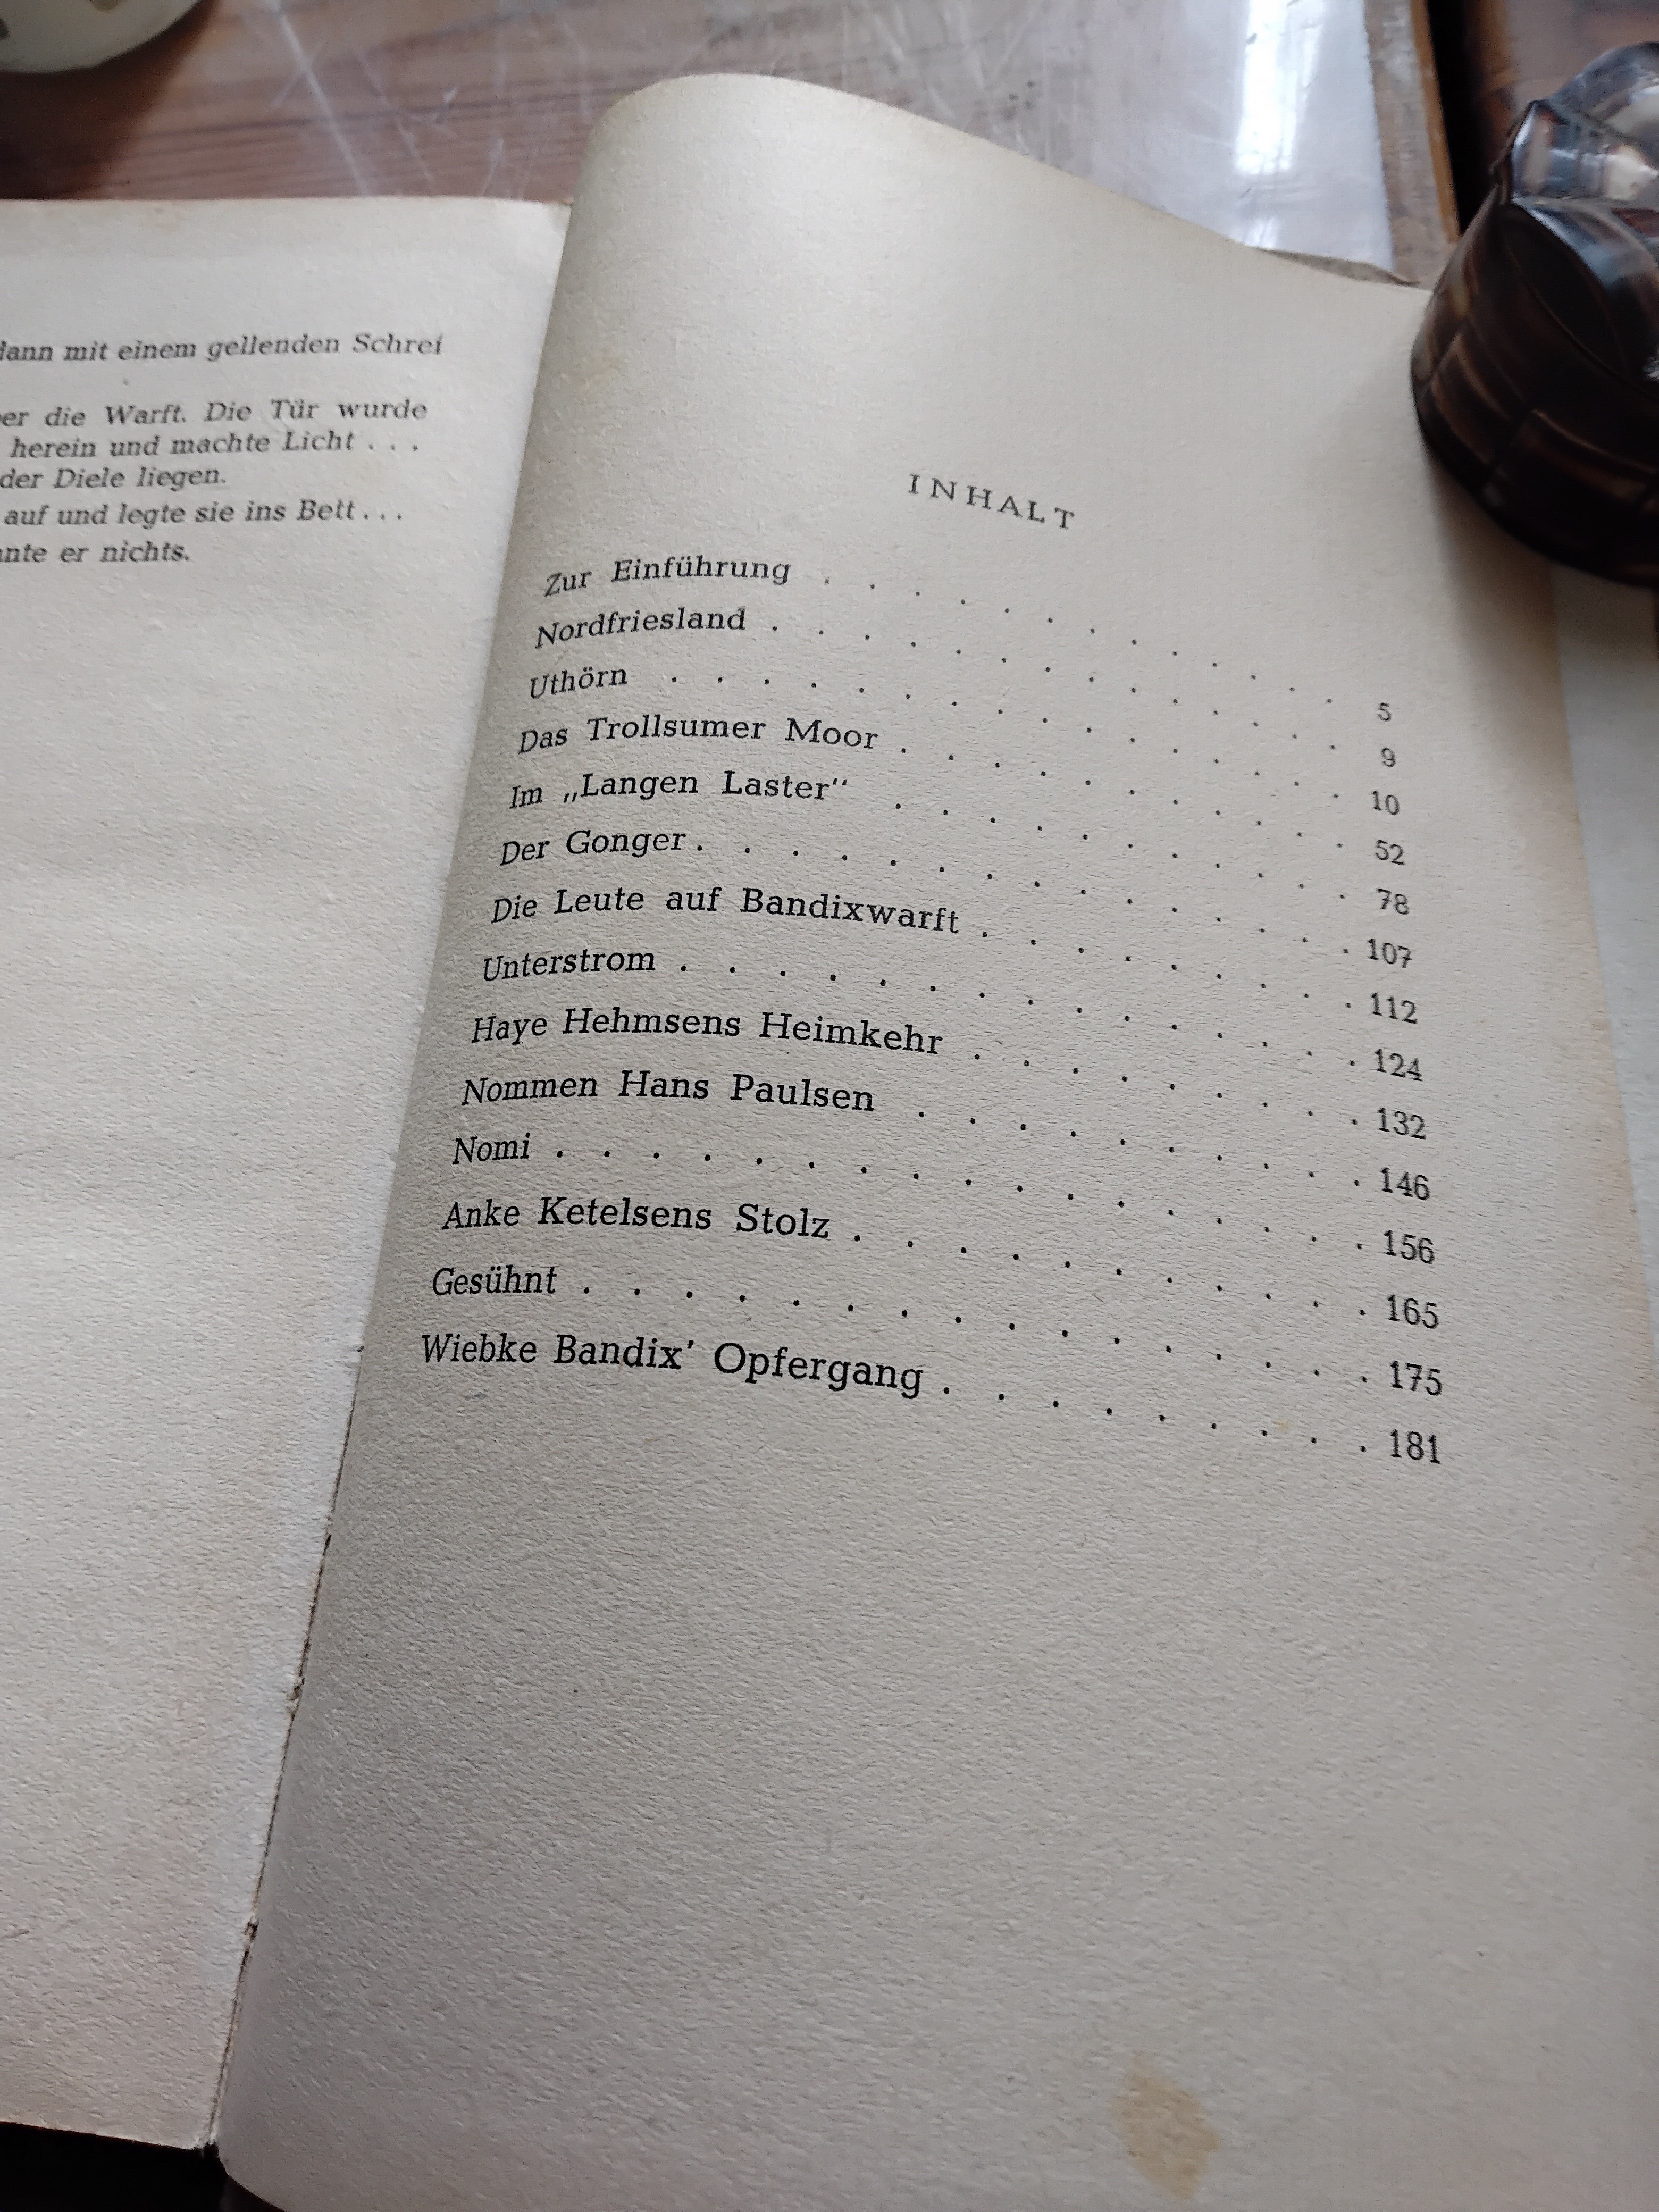 dann mit einem gellenden Schrei
die Warft. Die Tür wurde
herein und machte Licht . . .
der Diele liegen.
auf und legte sie ins Bett . . .
er nichts.
INHALT
Zur Einführung . . . . . . . . . . . . 5
Nordfriesland . . . . . . . . . . . . . 9
Uthörn . . . . . . . . . . . . . . . 10
Das Trollsumer Moor . . . . . . . . . . 52
Im „Langen Laster“ . . . . . . . . . . 78
Der Gonger . . . . . . . . . . . . . . 107
Die Leute auf Bandixwarft . . . . . . . . 112
Unterstrom . . . . . . . . . . . . . . 124
Haye Hehmsens Heimkehr . . . . . . . . 132
Nommen Hans Paulsen . . . . . . . . . 146
Nomi . . . . . . . . . . . . . . . . 156
Anke Ketelsens Stolz . . . . . . . . . . 165
Gesühnt . . . . . . . . . . . . . . . 175
Wiebke Bandix’ Opfergang . . . . . . . . 181